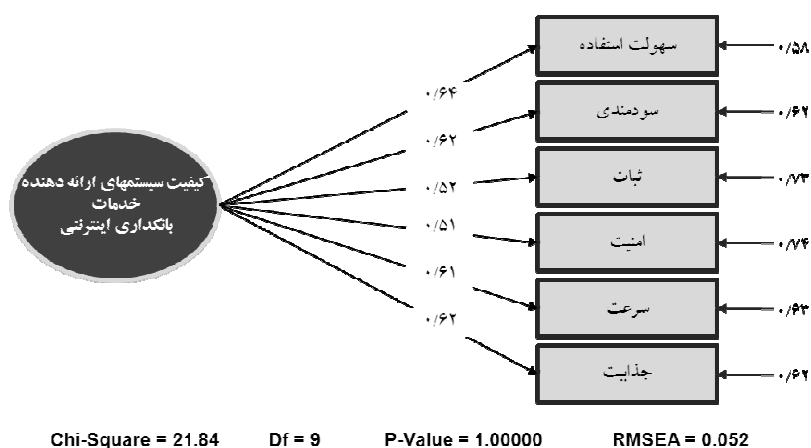 سهولت استفاده
۰/۵۸
۰/۶۴
سودمندی
۰/۶۲
۰/۶۲
ثبات
۰/۷۳
۰/۵۲
کیفیت سیستمهای ارائه دهنده
خدمات
بانکداری اینترنتی
امنیت
۰/۷۴
۰/۵۱
سرعت
۰/۶۳
۰/۶۱
جذابیت
۰/۶۲
۰/۶۲
Chi-Square = 21.84 Df = 9 P-Value = 1.00000 RMSEA = 0.052